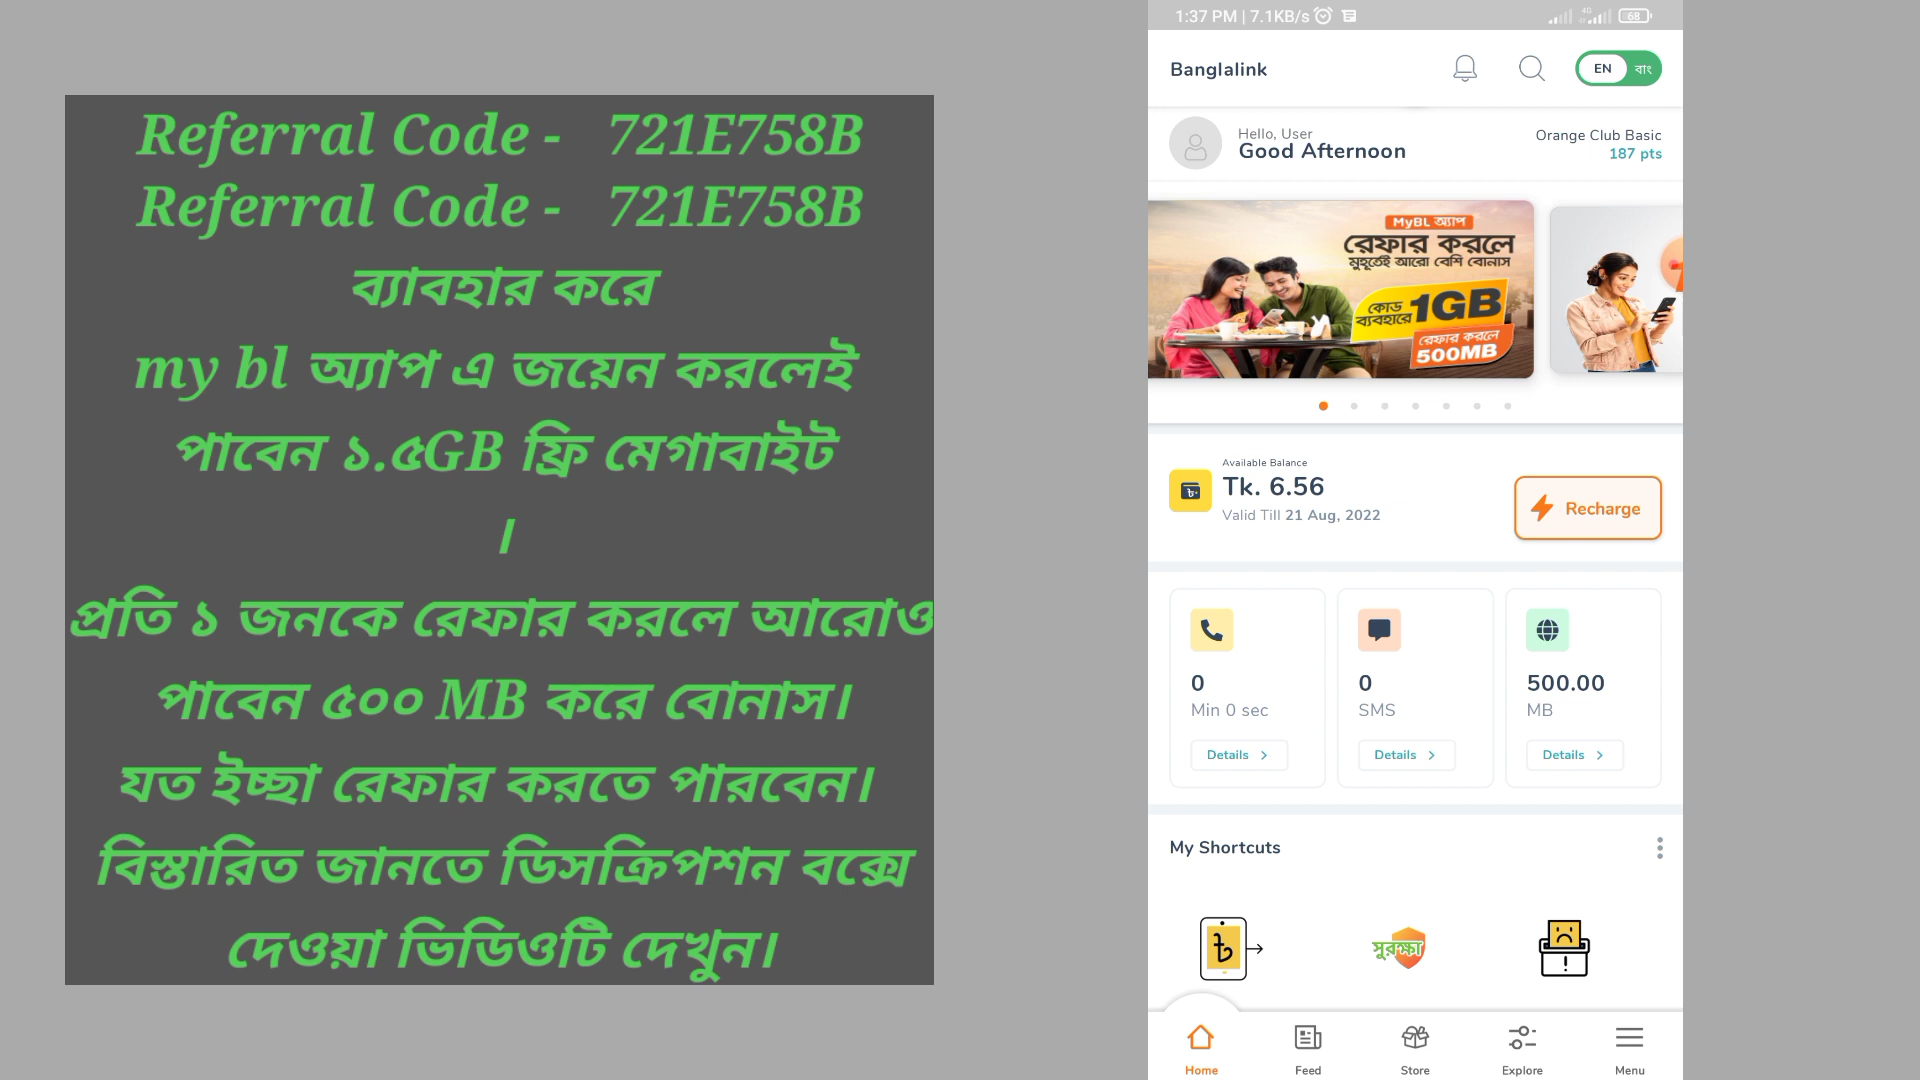 Referral Code - 721E758B
Referral Code - 721E758B
ব্যাবহার করে
my bl অ্যাপ এ জয়েন করলেই
পাবেন ১.৫GB ফ্রি মেগাবাইট
।
প্রতি ১ জনকে রেফার করলে আরোও
পাবেন ৫০০ MB করে বোনাস।
যত ইচ্ছা রেফার করতে পারবেন।
বিস্তারিত জানতে ডিসক্রিপশন বক্সে
দেওয়া ভিডিওটি দেখুন।
1:37 PM | 7.1KB/s
4G
68
Banglalink
EN বাং
Hello, User
Good Afternoon
Orange Club Basic
187 pts
MyBL অ্যাপ
রেফার করলে
মুহূর্তেই আরো বেশি বোনাস
কোড
ব্যবহারে 1GB
রেফার করলে
500MB
Available Balance
Tk. 6.56
Valid Till 21 Aug, 2022
Recharge
0
Min 0 sec
Details
0
SMS
Details
500.00
MB
Details
My Shortcuts
৳
সুরক্ষা
Home Feed Store Explore Menu